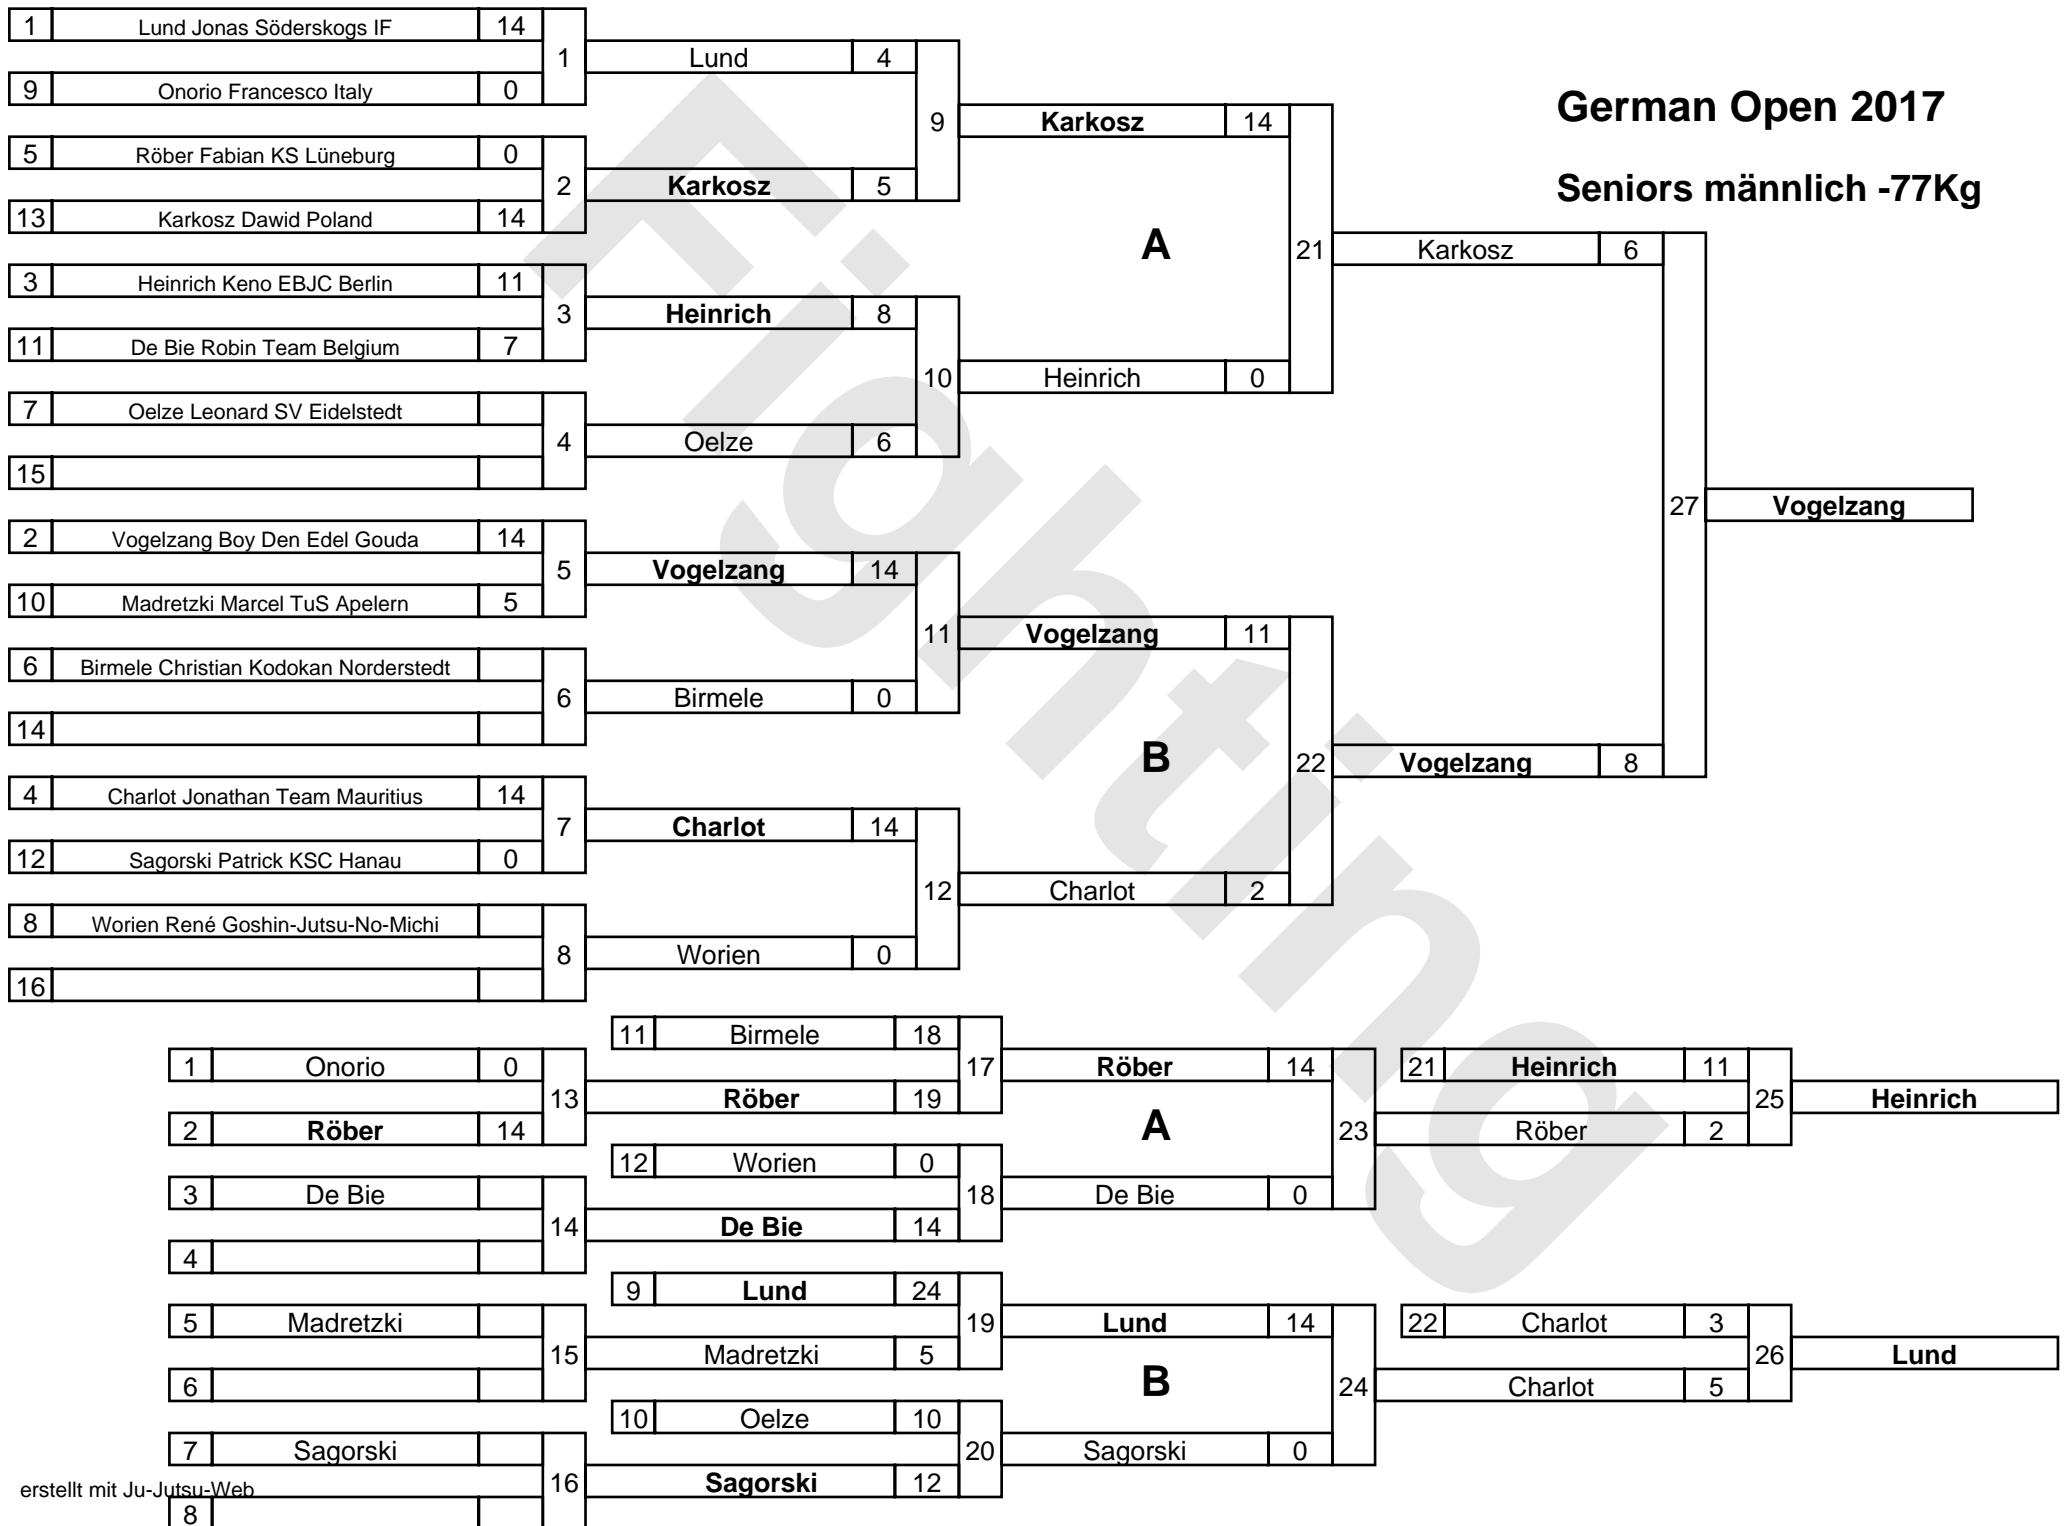 German Open 2017
Seniors männlich -77Kg
1 Lund Jonas Söderskogs IF 14
9 Onorio Francesco Italy 0
5 Röber Fabian KS Lüneburg 0
13 Karkosz Dawid Poland 14
3 Heinrich Keno EBJC Berlin 11
11 De Bie Robin Team Belgium 7
7 Oelze Leonard SV Eidelstedt
15
2 Vogelzang Boy Den Edel Gouda 14
10 Madretzki Marcel TuS Apelern 5
6 Birmele Christian Kodokan Norderstedt
14
4 Charlot Jonathan Team Mauritius 14
12 Sagorski Patrick KSC Hanau 0
8 Worien René Goshin-Jutsu-No-Michi
16
1 Lund 4
2 Karkosz 5
3 Heinrich 8
4 Oelze 6
5 Vogelzang 14
6 Birmele 0
7 Charlot 14
8 Worien 0
9 Karkosz 14
A
10 Heinrich 0
11 Vogelzang 11
B
12 Charlot 2
21 Karkosz 6
22 Vogelzang 8
27 Vogelzang
1 Onorio 0
2 Röber 14
3 De Bie
4
5 Madretzki
6
7 Sagorski
8
11 Birmele 18
13 Röber 19
12 Worien 0
14 De Bie 14
9 Lund 24
15 Madretzki 5
10 Oelze 10
16 Sagorski 12
17 Röber 14
A
18 De Bie 0
19 Lund 14
B
20 Sagorski 0
21 Heinrich 11
23 Röber 2
22 Charlot 3
24 Charlot 5
25 Heinrich
26 Lund
erstellt mit Ju-Jutsu-Web
Fighting